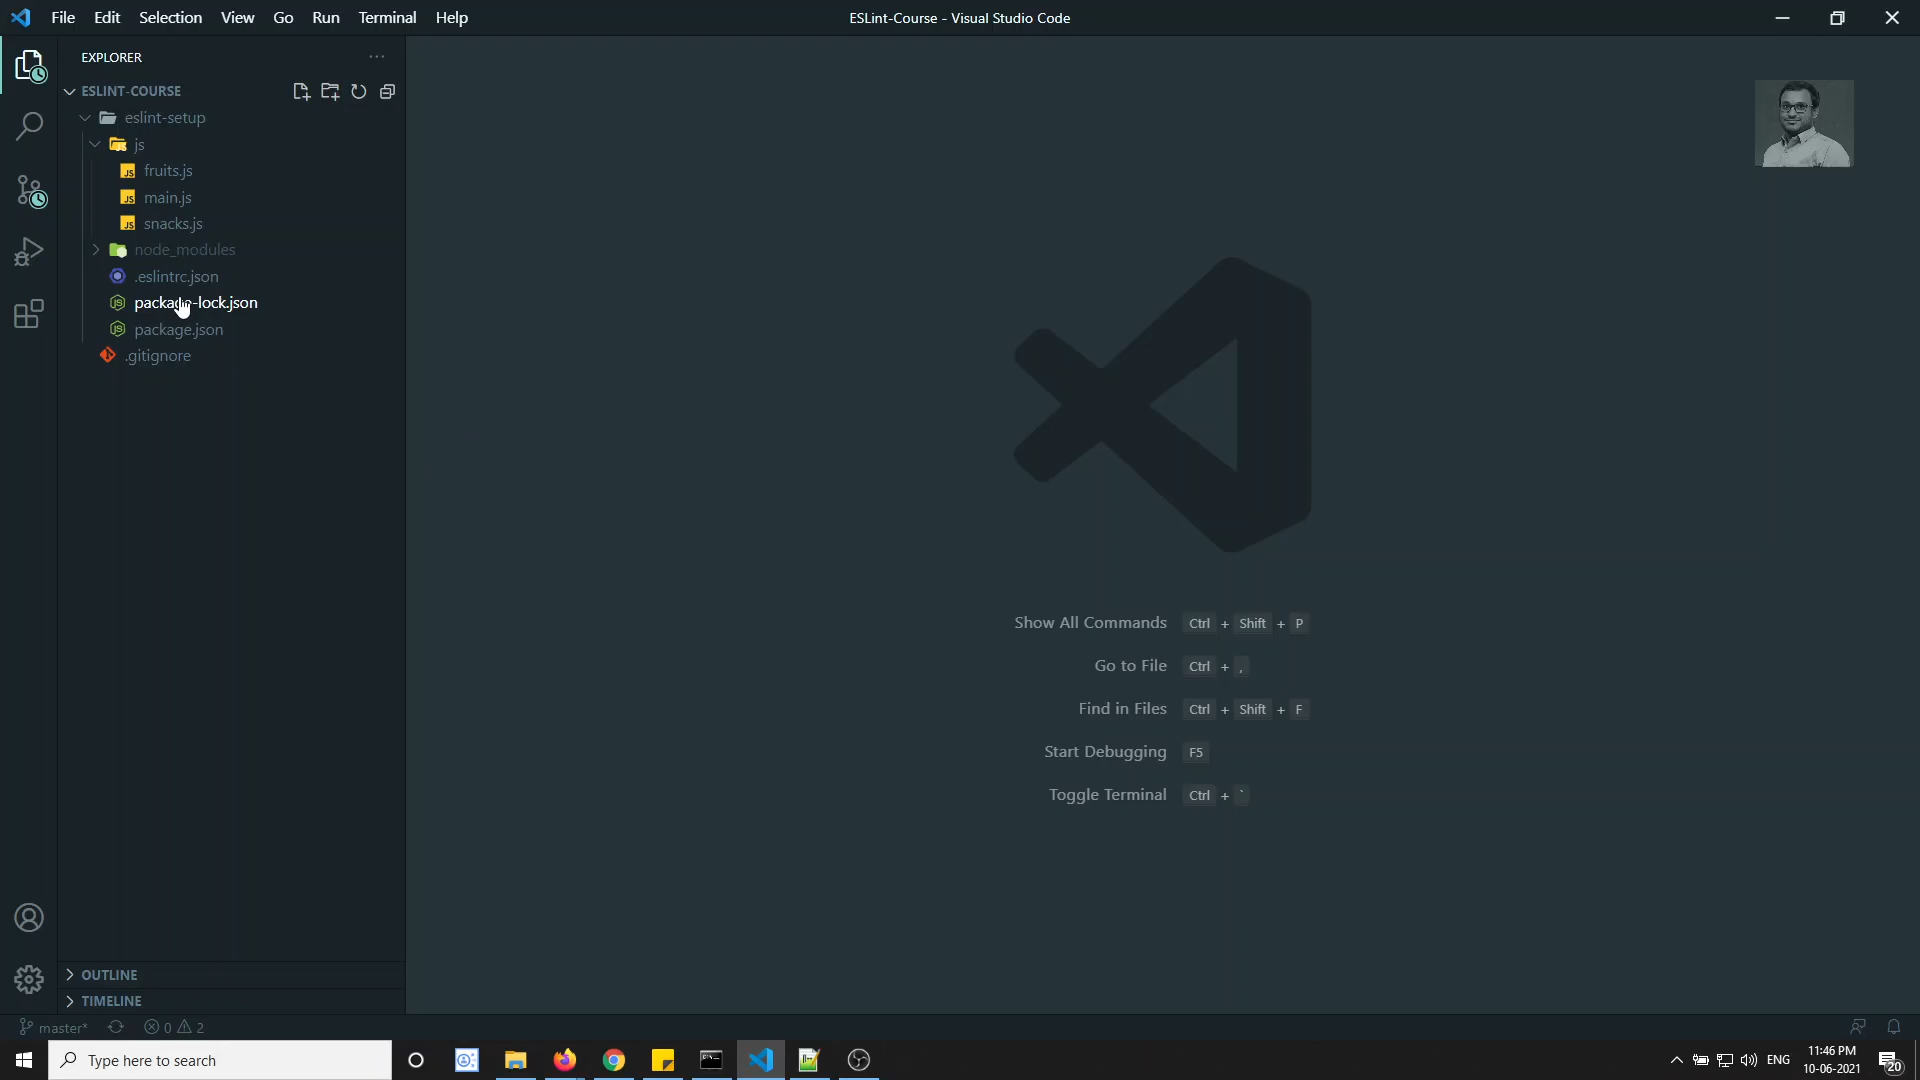 File Edit Selection View Go Run Terminal Help
ESLint-Course - Visual Studio Code
EXPLORER
ESLINT-COURSE
eslint-setup
js
fruits.js
main.js
snacks.js
node_modules
.eslintrc.json
package-lock.json
package.json
.gitignore
Show All Commands Ctrl + Shift + P
Go to File Ctrl + ,
Find in Files Ctrl + Shift + F
Start Debugging F5
Toggle Terminal Ctrl + `
OUTLINE
TIMELINE
master* 0 2
Type here to search
ENG
11:46 PM
10-06-2021
20